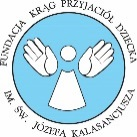 FUNDACJA KRĄG PRZYJACIÓŁ DZIECKA
IM. ŚW. JÓZEFA KALASANCJUSZA